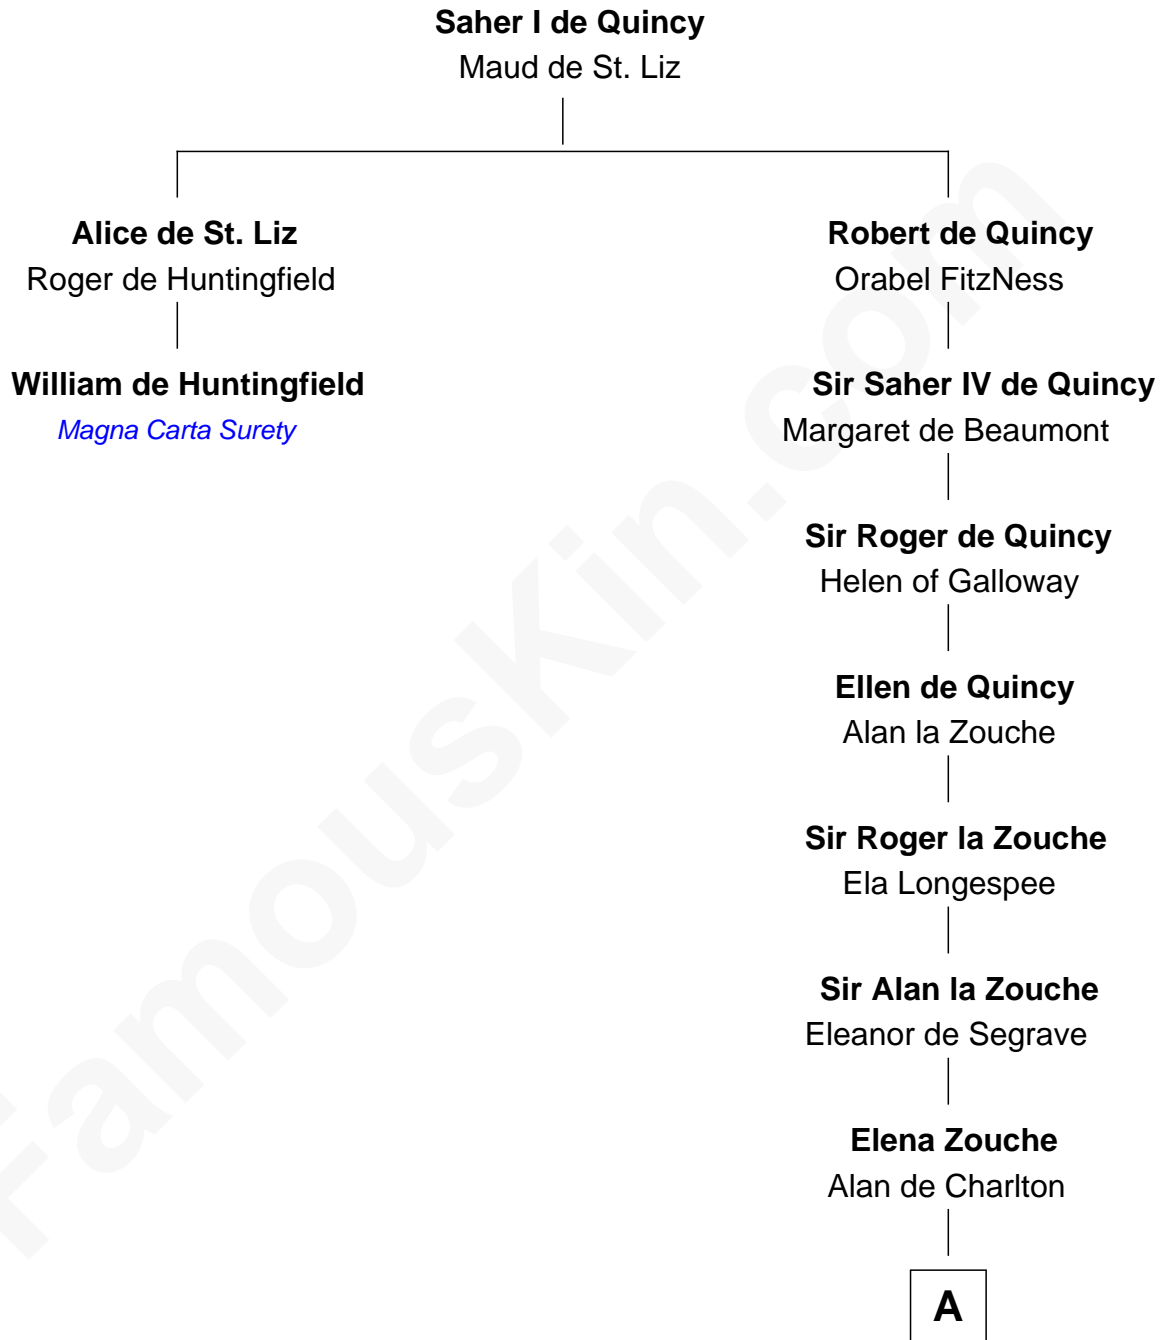 Saher I de Quincy
Maud de St. Liz
Alice de St. Liz
Roger de Huntingfield
William de Huntingfield
Magna Carta Surety
Robert de Quincy
Orabel FitzNess
Sir Saher IV de Quincy
Margaret de Beaumont
Sir Roger de Quincy
Helen of Galloway
Ellen de Quincy
Alan la Zouche
Sir Roger la Zouche
Ela Longespee
Sir Alan la Zouche
Eleanor de Segrave
Elena Zouche
Alan de Charlton
A
FamousKin.com